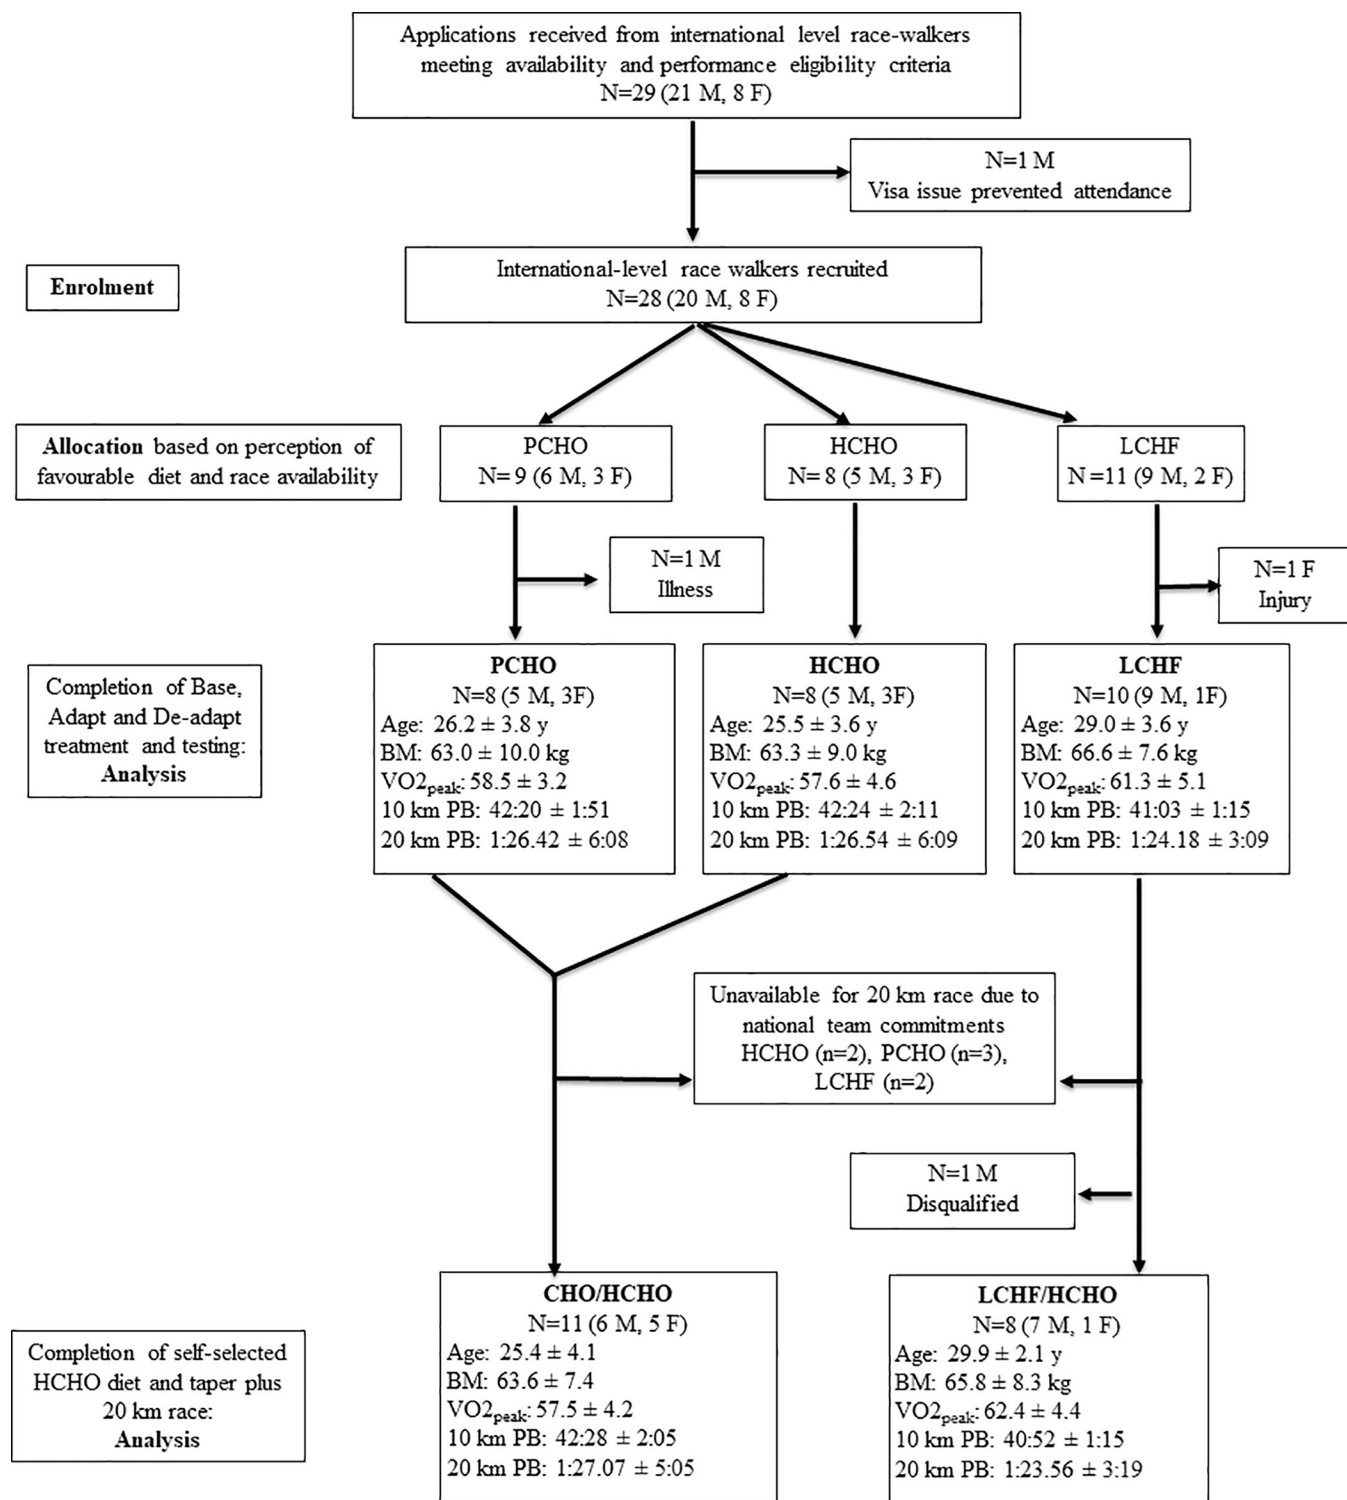 Applications received from international level race-walkers
meeting availability and performance eligibility criteria
N=29 (21 M, 8 F)
N=1 M
Visa issue prevented attendance
Enrolment
International-level race walkers recruited
N=28 (20 M, 8 F)
Allocation based on perception of
favourable diet and race availability
PCHO
N= 9 (6 M, 3 F)
HCHO
N= 8 (5 M, 3 F)
LCHF
N =11 (9 M, 2 F)
N=1 M
Illness
N=1 F
Injury
Completion of Base,
Adapt and De-adapt
treatment and testing:
Analysis
PCHO
N=8 (5 M, 3F)
Age: 26.2 ± 3.8 y
BM: 63.0 ± 10.0 kg
VO2peak: 58.5 ± 3.2
10 km PB: 42:20 ± 1:51
20 km PB: 1:26.42 ± 6:08
HCHO
N=8 (5 M, 3F)
Age: 25.5 ± 3.6 y
BM: 63.3 ± 9.0 kg
VO2peak: 57.6 ± 4.6
10 km PB: 42:24 ± 2:11
20 km PB: 1:26.54 ± 6:09
LCHF
N=10 (9 M, 1F)
Age: 29.0 ± 3.6 y
BM: 66.6 ± 7.6 kg
VO2peak: 61.3 ± 5.1
10 km PB: 41:03 ± 1:15
20 km PB: 1:24.18 ± 3:09
Unavailable for 20 km race due to
national team commitments
HCHO (n=2), PCHO (n=3),
LCHF (n=2)
N=1 M
Disqualified
Completion of self-selected
HCHO diet and taper plus
20 km race:
Analysis
CHO/HCHO
N=11 (6 M, 5 F)
Age: 25.4 ± 4.1
BM: 63.6 ± 7.4
VO2peak: 57.5 ± 4.2
10 km PB: 42:28 ± 2:05
20 km PB: 1:27.07 ± 5:05
LCHF/HCHO
N=8 (7 M, 1 F)
Age: 29.9 ± 2.1 y
BM: 65.8 ± 8.3 kg
VO2peak: 62.4 ± 4.4
10 km PB: 40:52 ± 1:15
20 km PB: 1:23.56 ± 3:19